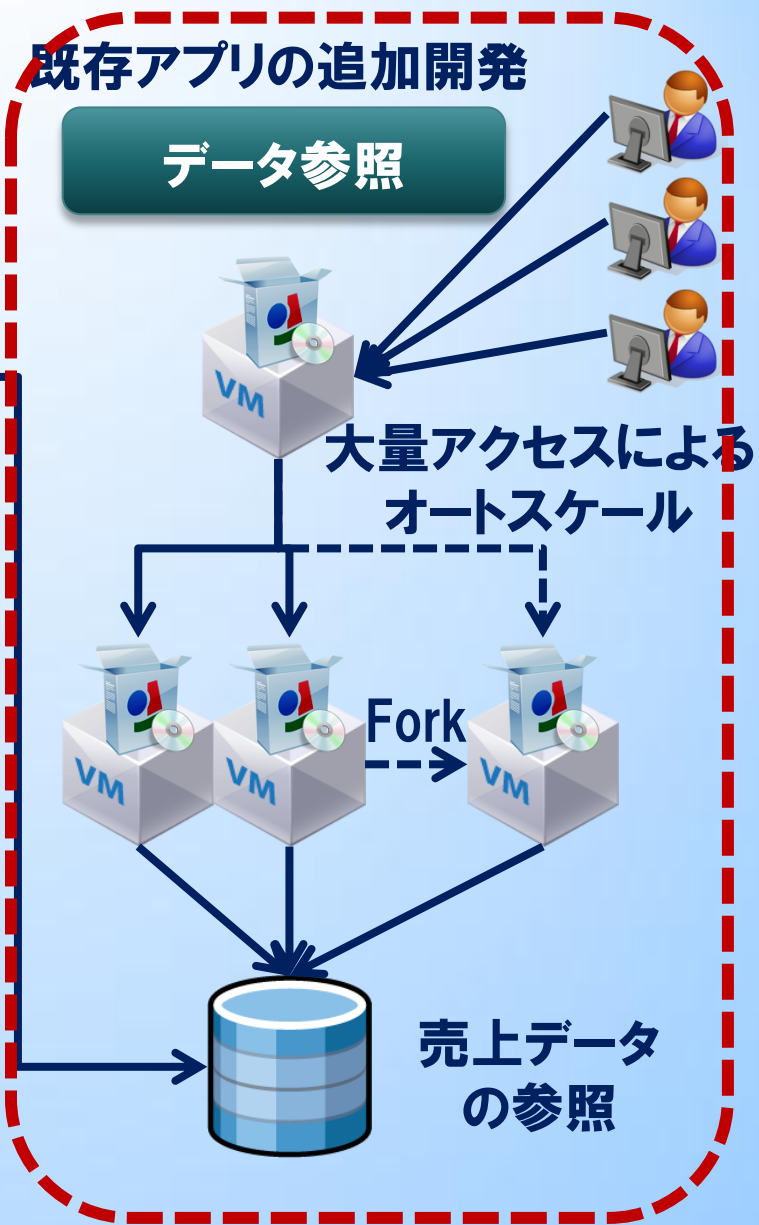 既存アプリの追加開発
データ参照
VM
大量アクセスによる
オートスケール
Fork
VM
VM
VM
売上データ
の参照